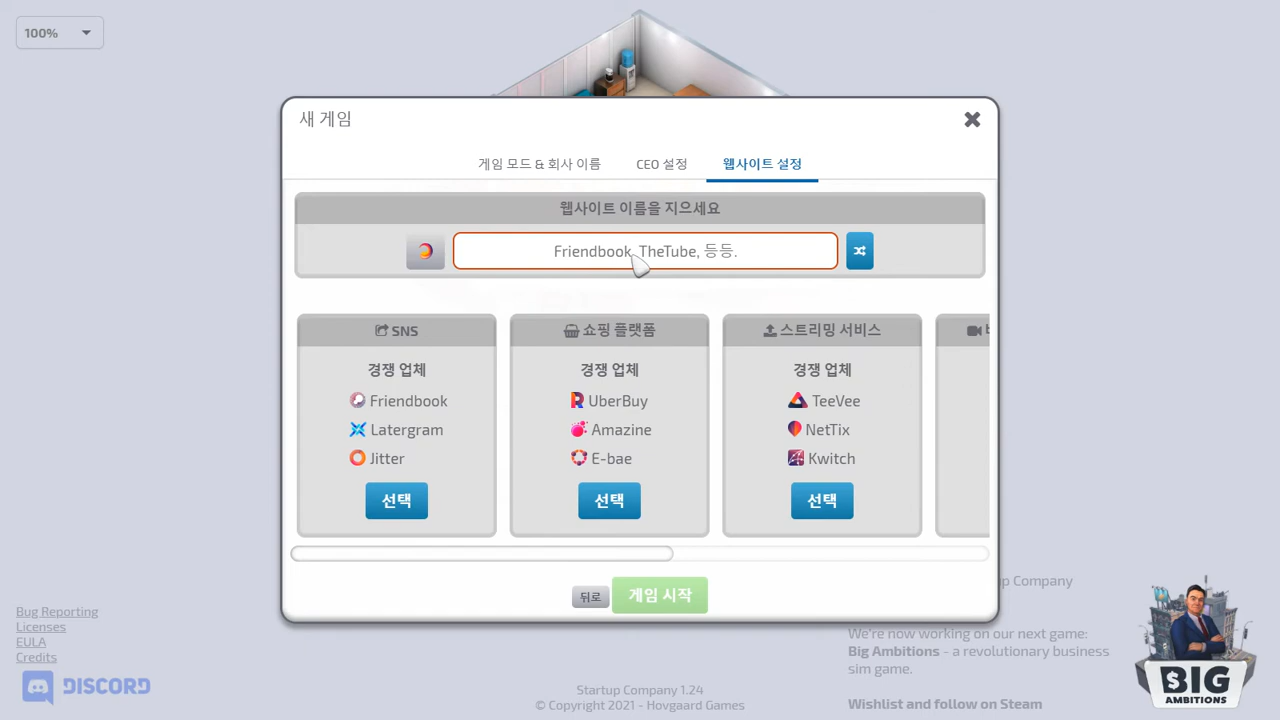 100%
새 게임
게임 모드 & 회사 이름
CEO 설정
웹사이트 설정
웹사이트 이름을 지으세요
Friendbook, TheTube, 등등.
SNS
경쟁 업체
Friendbook
Latergram
Jitter
선택
쇼핑 플랫폼
경쟁 업체
UberBuy
Amazine
E-bae
선택
스트리밍 서비스
경쟁 업체
TeeVee
NetTix
Kwitch
선택
뒤로
게임 시작
Bug Reporting
Licenses
EULA
Credits
DISCORD
Startup Company 1.24
© Copyright 2021 - Hovgaard Games
p Company
We're now working on our next game:
Big Ambitions - a revolutionary business
sim game.
Wishlist and follow on Steam
BIG
AMBITIONS